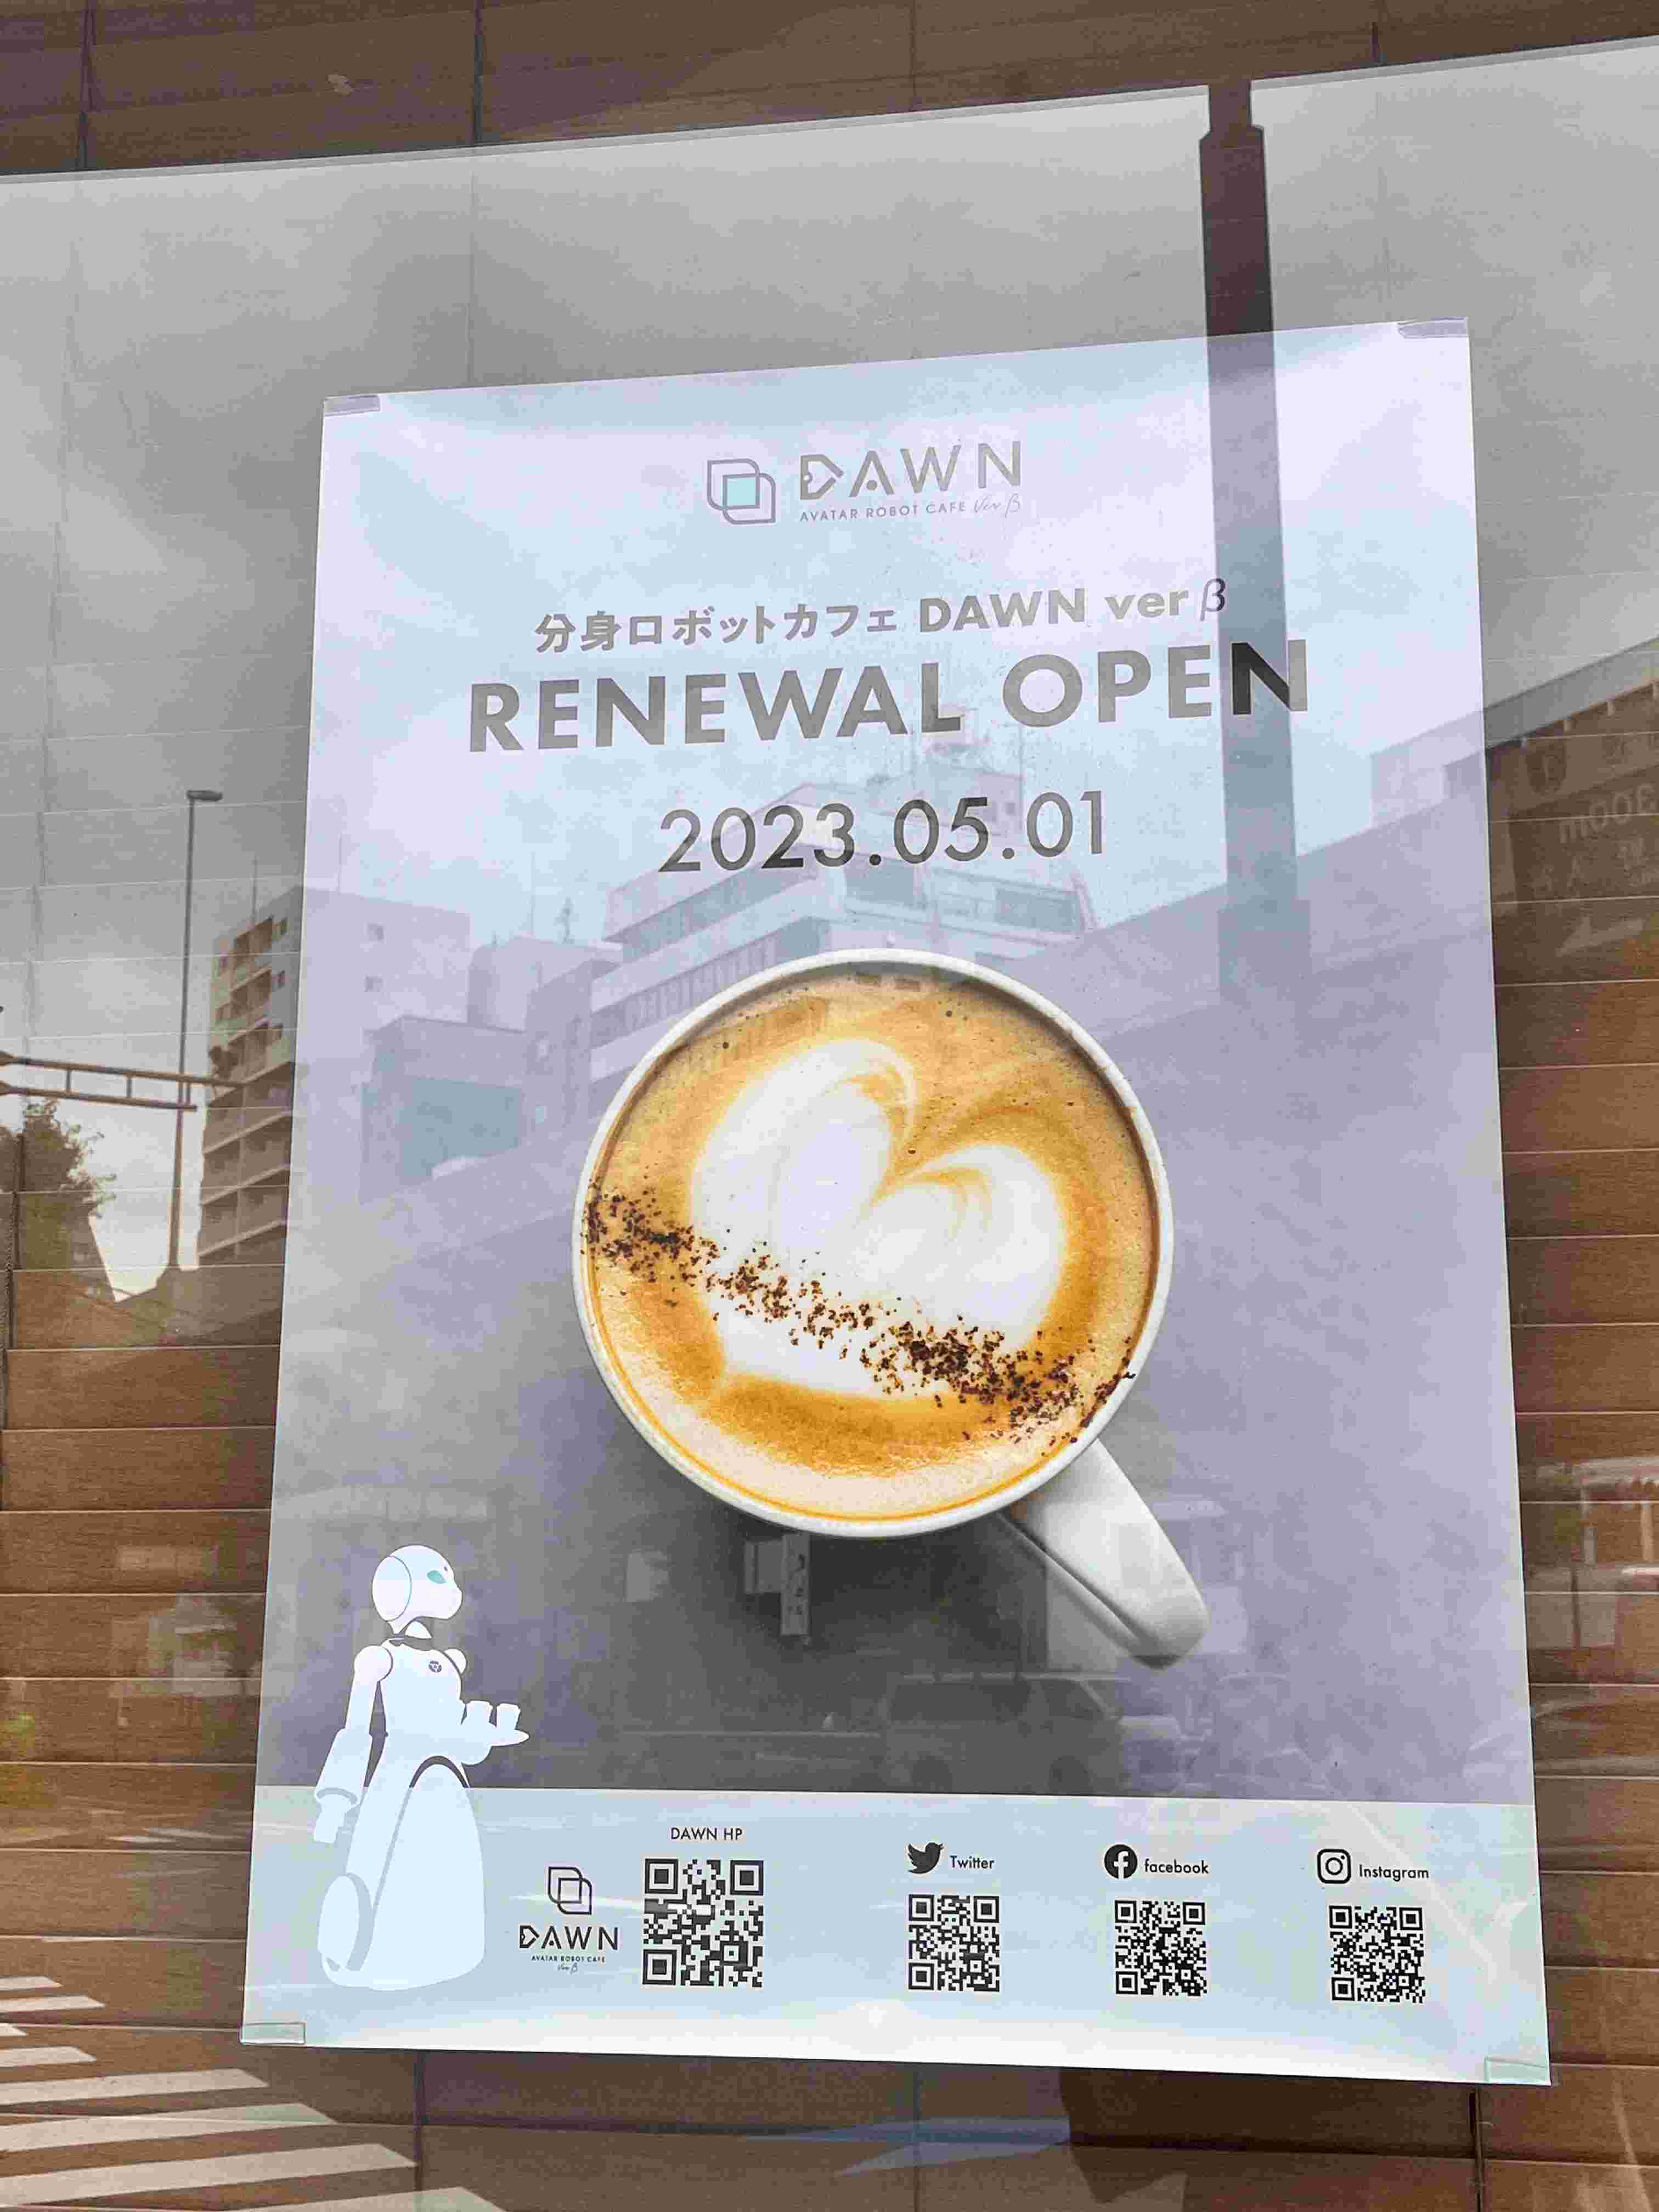 DAWN
AVATAR ROBOT CAFE Ver β
分身ロボットカフェ DAWN ver β
RENEWAL OPEN
2023.05.01
DAWN HP
Twitter
facebook
Instagram
DAWN
AVATAR ROBOT CAFE
Ver β
300m